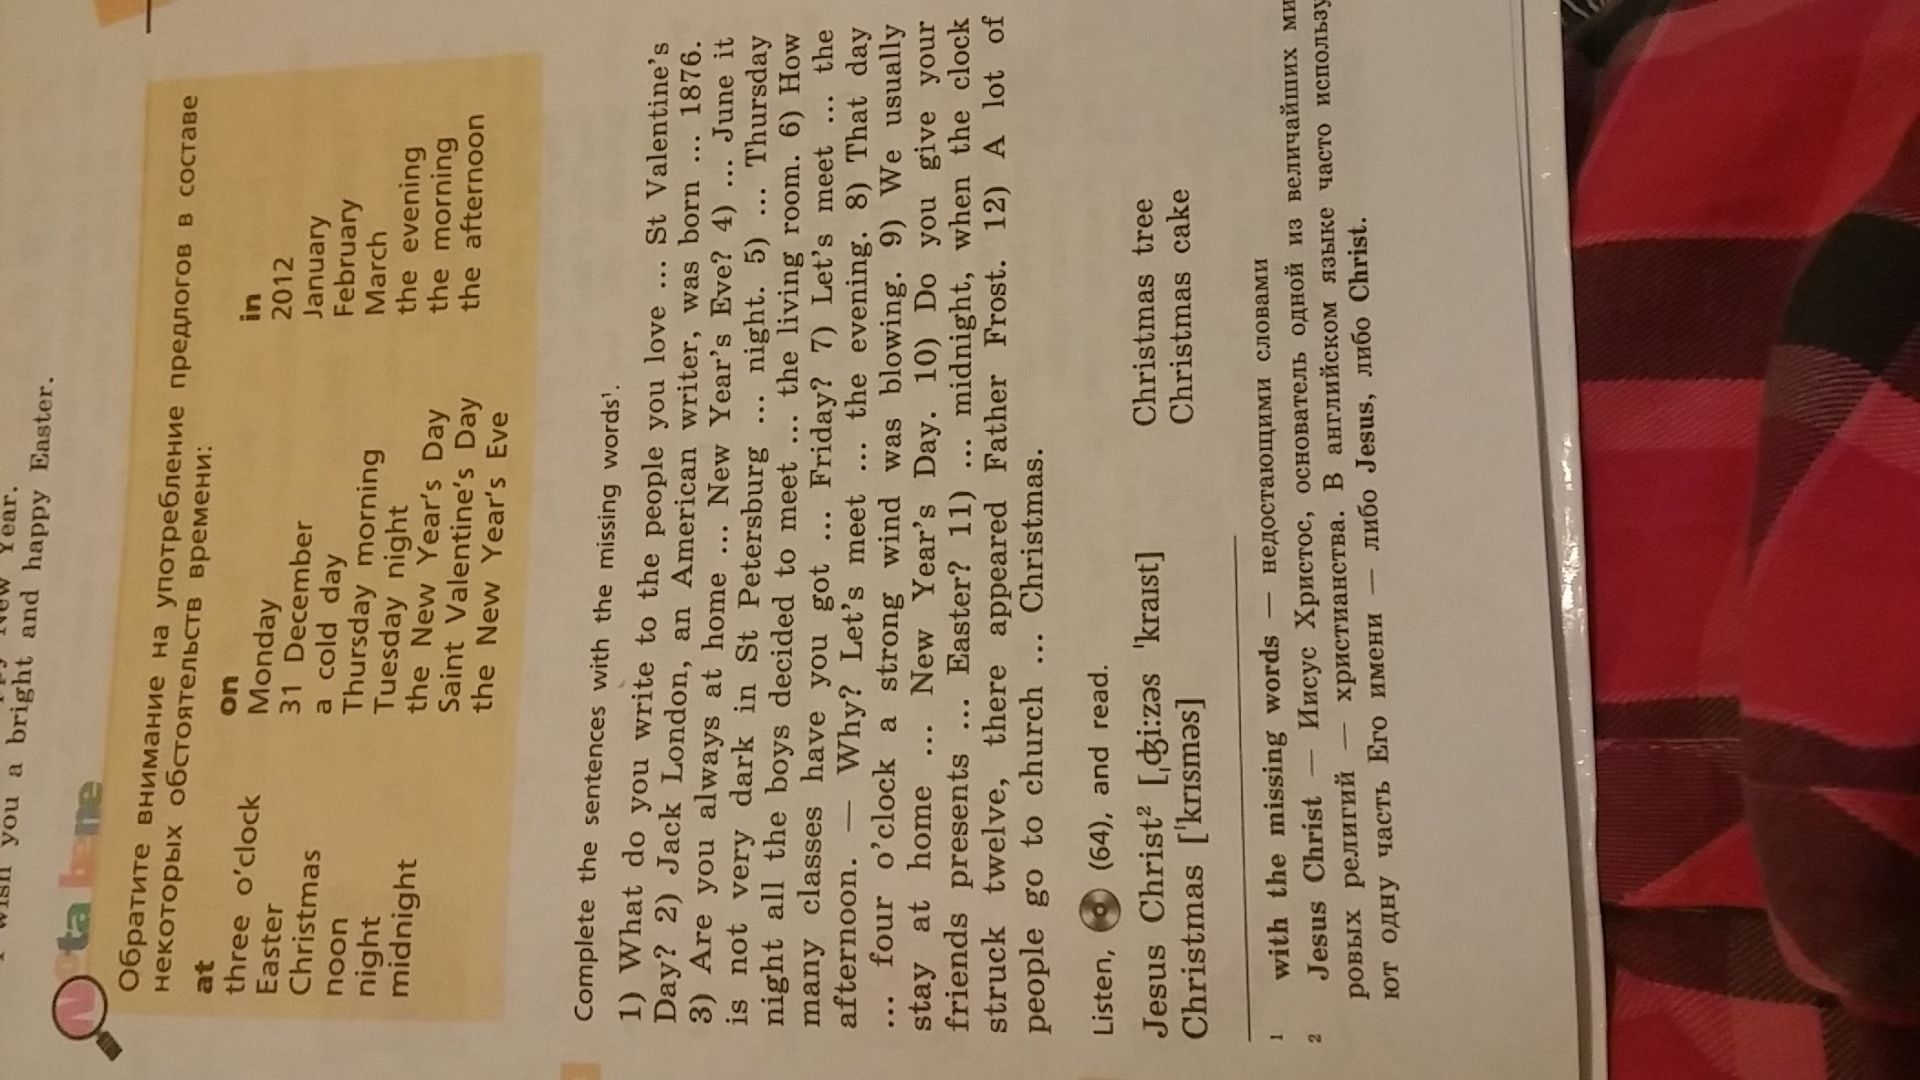 wish you a bright and happy Easter.
Nota bene
Обратите внимание на употребление предлогов в составе
некоторых обстоятельств времени:
at
three o'clock
Easter
Christmas
noon
night
midnight
on
Monday
31 December
a cold day
Thursday morning
Tuesday night
the New Year's Day
Saint Valentine's Day
the New Year's Eve
in
2012
January
February
March
the evening
the morning
the afternoon
Complete the sentences with the missing words¹.
1) What do you write to the people you love ... St Valentine's
Day? 2) Jack London, an American writer, was born ... 1876.
3) Are you always at home ... New Year's Eve? 4) ... June it
is not very dark in St Petersburg ... night. 5) ... Thursday
night all the boys decided to meet ... the living room. 6) How
many classes have you got ... Friday? 7) Let's meet ... the
afternoon. — Why? Let's meet ... the evening. 8) That day
... four o'clock a strong wind was blowing. 9) We usually
stay at home ... New Year's Day. 10) Do you give your
friends presents ... Easter? 11) ... midnight, when the clock
struck twelve, there appeared Father Frost. 12) A lot of
people go to church ... Christmas.
Listen, (64), and read.
Jesus Christ² [ˌʤi:zəs ˈkraɪst]
Christmas [ˈkrɪsməs]
Christmas tree
Christmas cake
1 with the missing words — недостающими словами
2 Jesus Christ — Иисус Христос, основатель одной из величайших ми
ровых религий — христианства. В английском языке часто использу
ют одну часть Его имени — либо Jesus, либо Christ.